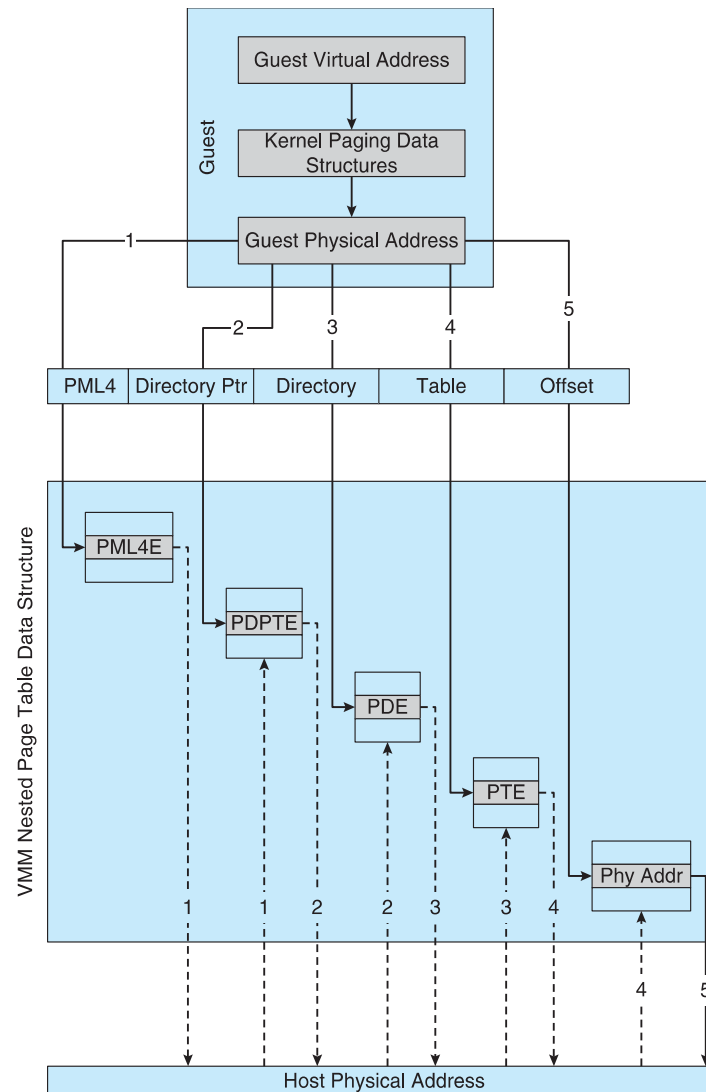 Guest
Guest Virtual Address
Kernel Paging Data
Structures
Guest Physical Address
1
2
3
4
5
PML4
Directory Ptr
Directory
Table
Offset
VMM Nested Page Table Data Structure
PML4E
PDPTE
PDE
PTE
Phy Addr
1
1
2
2
3
3
4
4
5
Host Physical Address